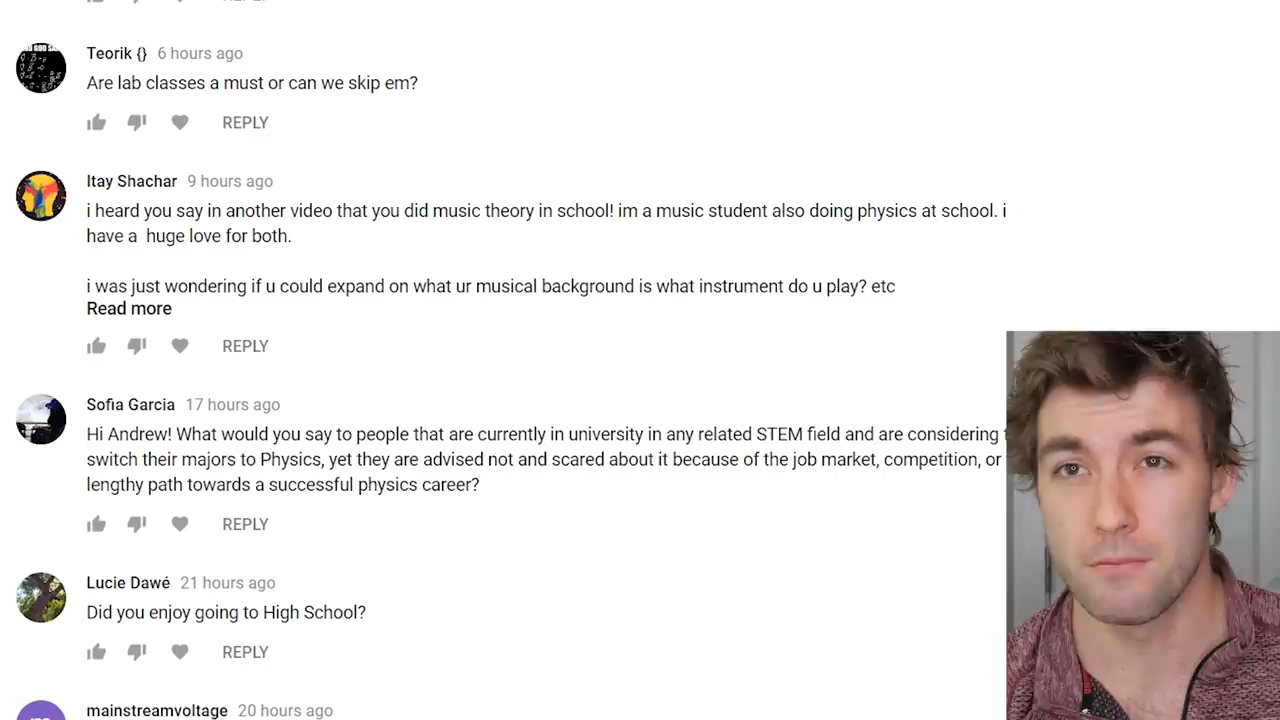 REPLY
Teorik {} 6 hours ago
Are lab classes a must or can we skip em?
REPLY
Itay Shachar 9 hours ago
i heard you say in another video that you did music theory in school! im a music student also doing physics at school. i
have a  huge love for both.
i was just wondering if u could expand on what ur musical background is what instrument do u play? etc
Read more
REPLY
Sofia Garcia 17 hours ago
Hi Andrew! What would you say to people that are currently in university in any related STEM field and are considering
switch their majors to Physics, yet they are advised not and scared about it because of the job market, competition, or
lengthy path towards a successful physics career?
REPLY
Lucie Dawé 21 hours ago
Did you enjoy going to High School?
REPLY
mainstreamvoltage 20 hours ago